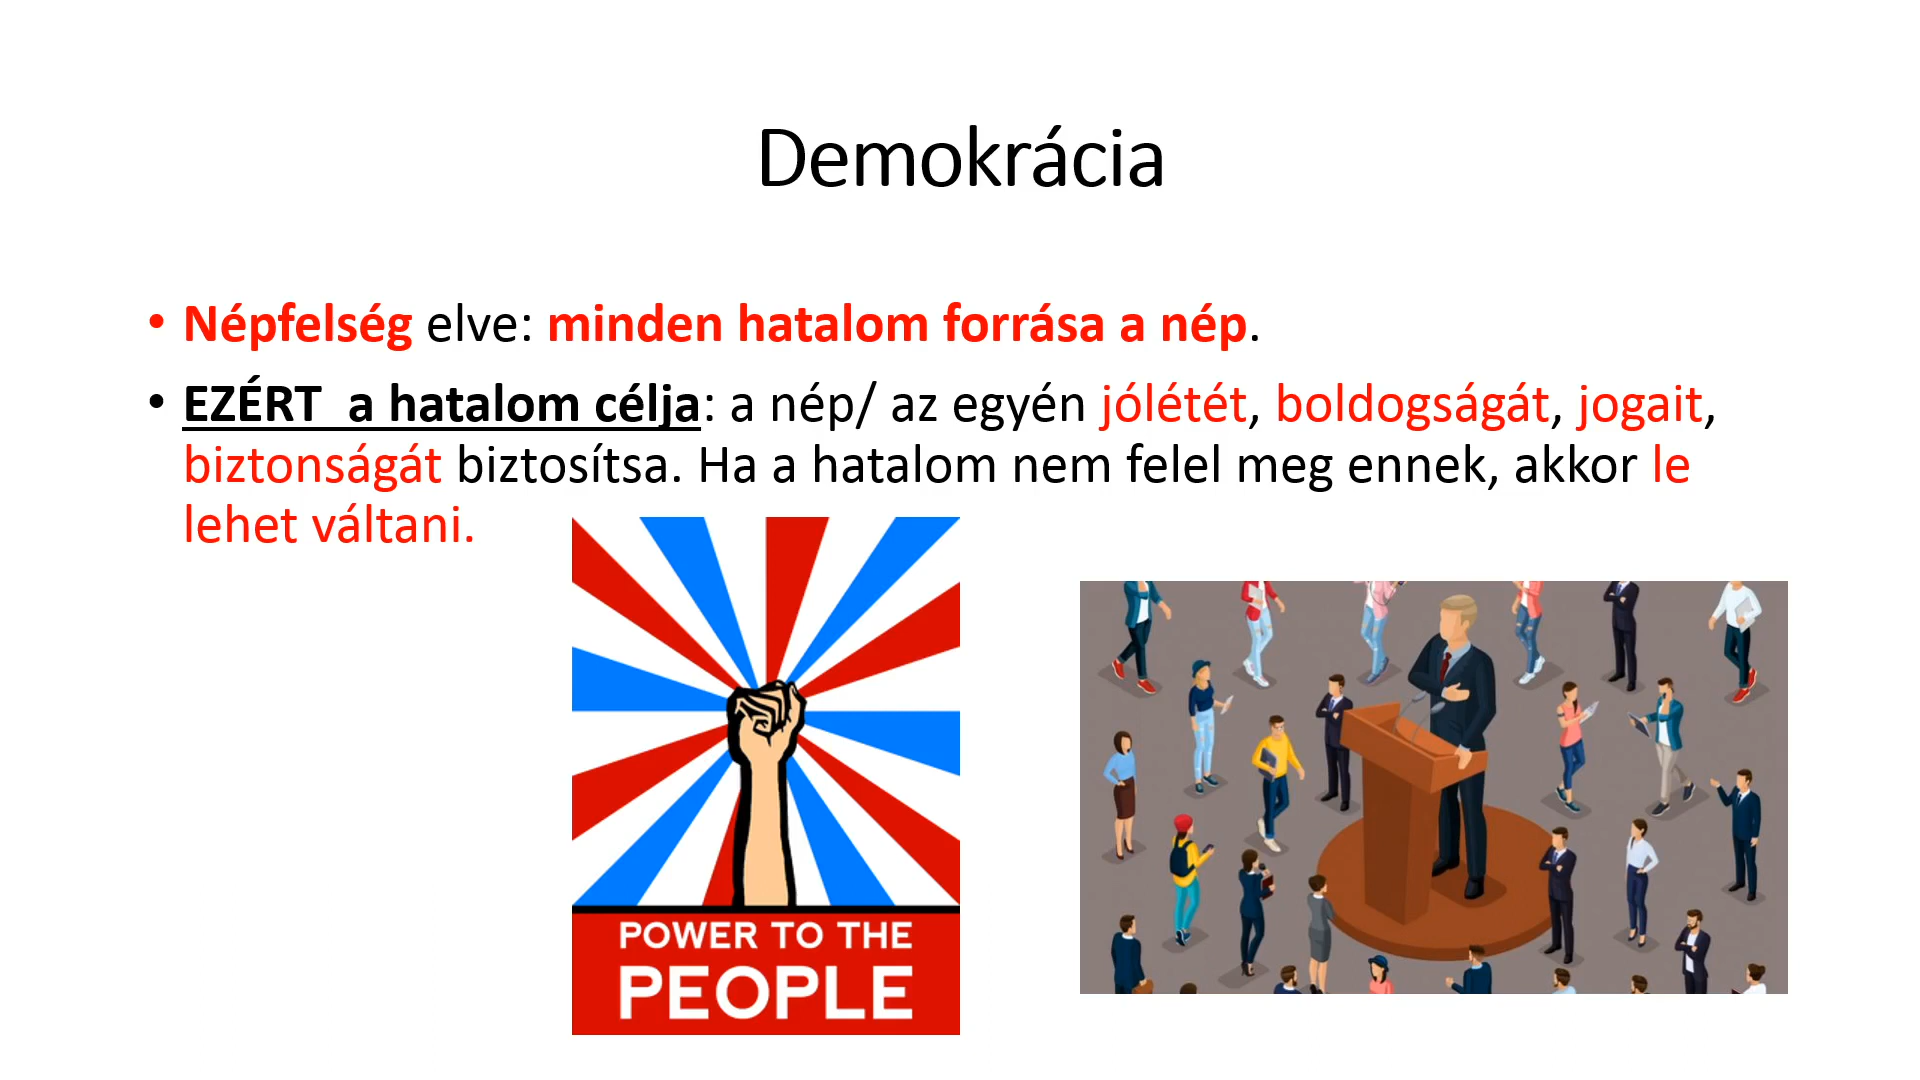 Demokrácia
• Népfelség elve: minden hatalom forrása a nép.
• EZÉRT  a hatalom célja: a nép/ az egyén jólétét, boldogságát, jogait,
biztonságát biztosítsa. Ha a hatalom nem felel meg ennek, akkor le
lehet váltani.
POWER TO THE
PEOPLE